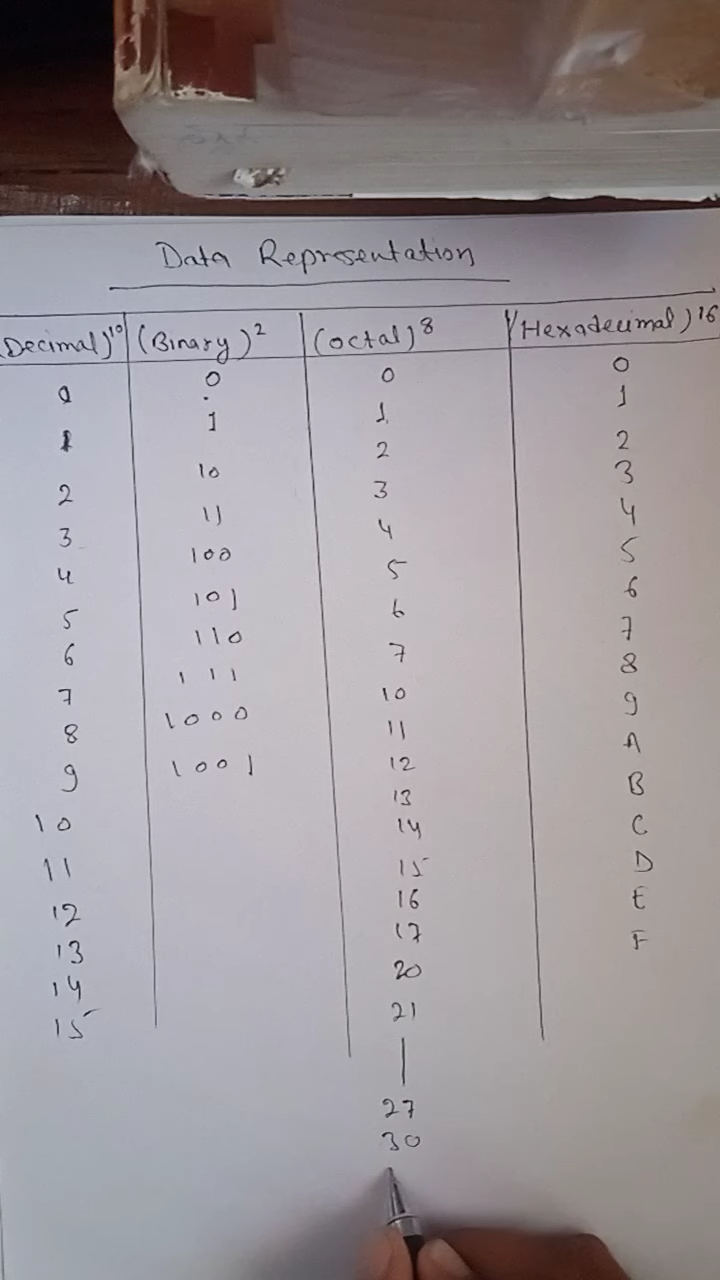 Data Representation
(Decimal)10 (Binary)2 (Octal)8 (Hexadecimal)16
0 0 0 0
1 1 1 1
2 10 2 2
3 11 3 3
4 100 4 4
5 101 5 5
6 110 6 6
7 111 7 7
8 1000 10 8
9 1001 11 9
10 12 A
11 13 B
12 14 C
13 15 D
14 16 E
15 17 F
20
21
|
27
30